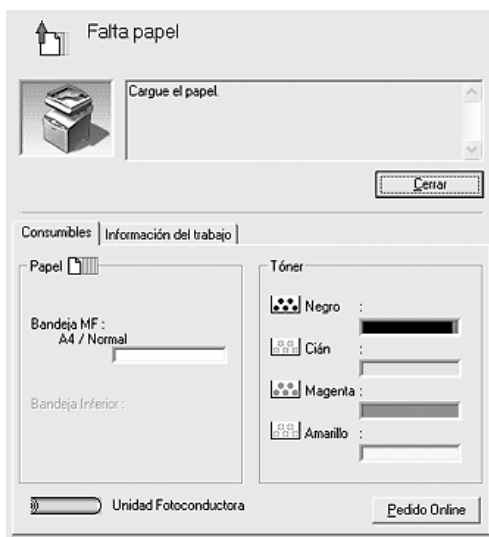 Falta papel
Cargue el papel.
Cerrar
Consumibles
Información del trabajo
Papel
Bandeja MF :
A4 / Normal
Bandeja Inferior :
Tóner
Negro :
Cián :
Magenta :
Amarillo :
Unidad Fotoconductora
Pedido Online